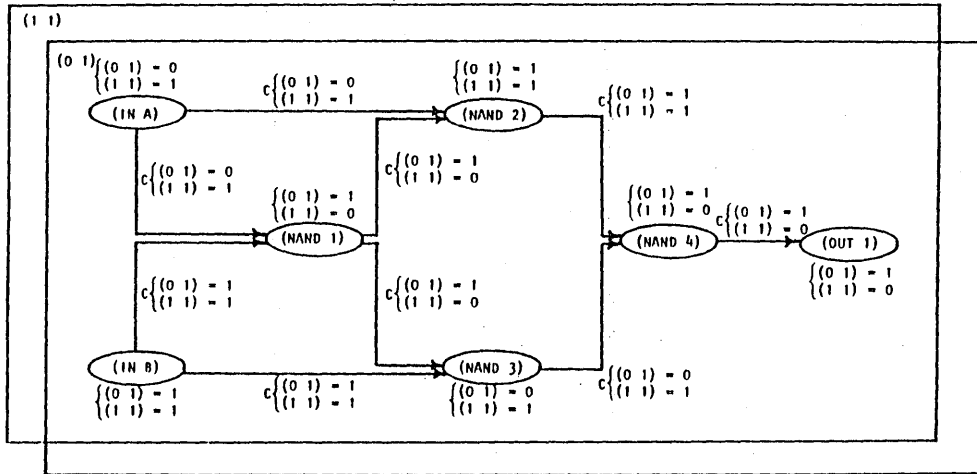 (1 1)
(0 1)
{(0 1) = 0
{(1 1) = 1
(IN A)
C{(0 1) = 0
{(1 1) = 1
{(0 1) = 1
{(1 1) = 1
(NAND 2)
C{(0 1) = 1
{(1 1) = 1
C{(0 1) = 0
{(1 1) = 1
C{(0 1) = 1
{(1 1) = 0
{(0 1) = 1
{(1 1) = 0
(NAND 1)
{(0 1) = 1
{(1 1) = 0
(NAND 4)
C{(0 1) = 1
{(1 1) = 0
(OUT 1)
{(0 1) = 1
{(1 1) = 0
C{(0 1) = 1
{(1 1) = 1
C{(0 1) = 1
{(1 1) = 0
(IN B)
{(0 1) = 1
{(1 1) = 1
C{(0 1) = 1
{(1 1) = 1
(NAND 3)
{(0 1) = 0
{(1 1) = 1
C{(0 1) = 0
{(1 1) = 1